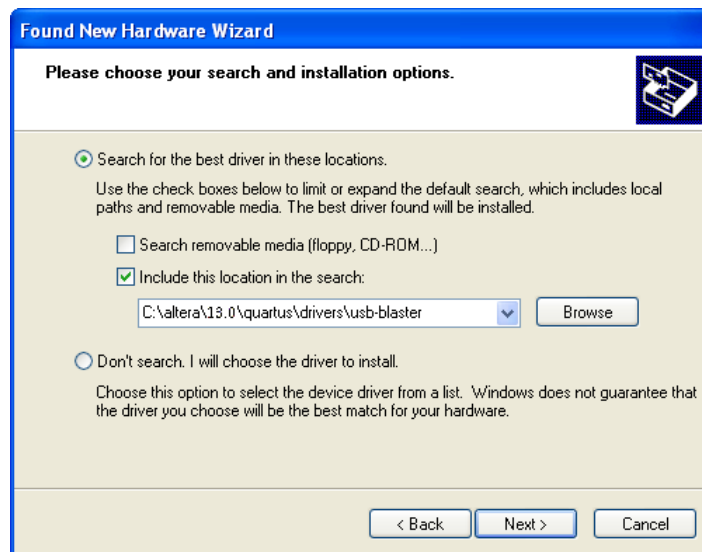 Found New Hardware Wizard
Please choose your search and installation options.
Search for the best driver in these locations.
Use the check boxes below to limit or expand the default search, which includes local
paths and removable media. The best driver found will be installed.
Search removable media (floppy, CD-ROM...)
Include this location in the search:
C:\altera\13.0\quartus\drivers\usb-blaster
Browse
Don't search. I will choose the driver to install.
Choose this option to select the device driver from a list. Windows does not guarantee that
the driver you choose will be the best match for your hardware.
< Back Next > Cancel